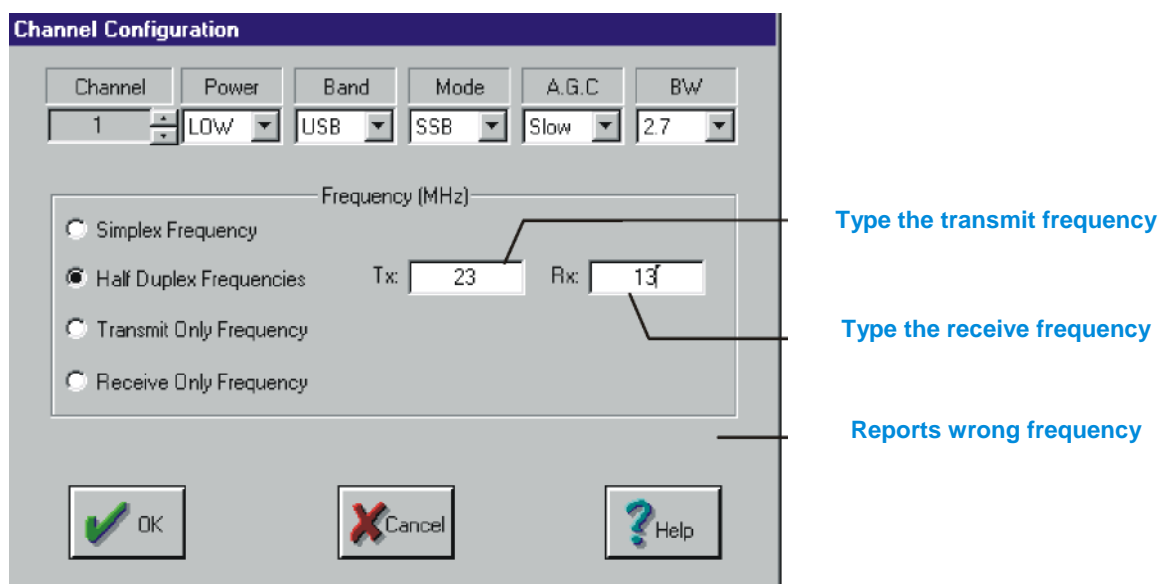 Channel Configuration
Channel Power Band Mode A.G.C BW
1 LOW USB SSB Slow 2.7
Frequency (MHz)
Simplex Frequency
Type the transmit frequency
Half Duplex Frequencies Tx: 23 Rx: 13
Transmit Only Frequency
Type the receive frequency
Receive Only Frequency
Reports wrong frequency
OK Cancel Help